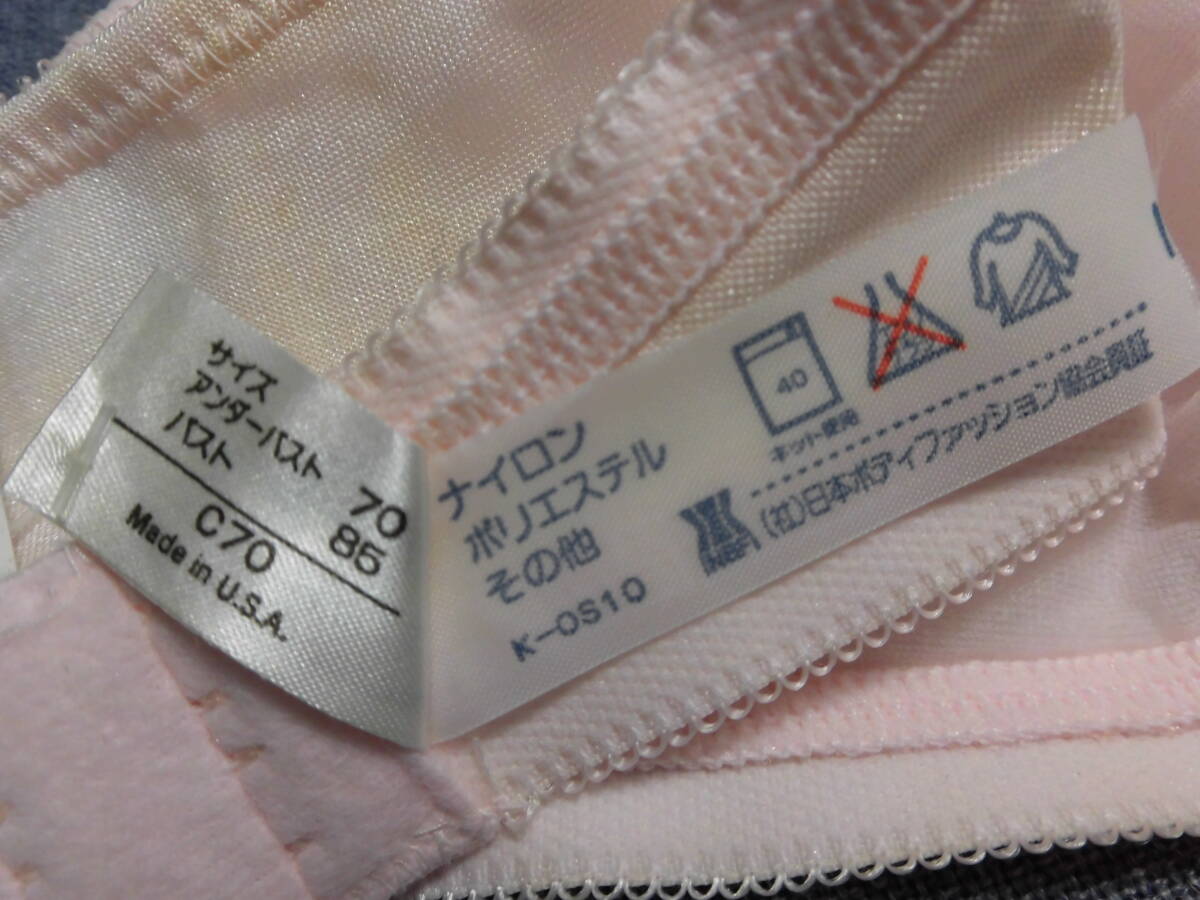 サイズ
アンダーバスト 70
バスト 85
C70
Made in U.S.A.
ナイロン
ポリエステル
その他
K-OS10
40
ネット使用
NBF
(社)日本ボディファッション協会発証